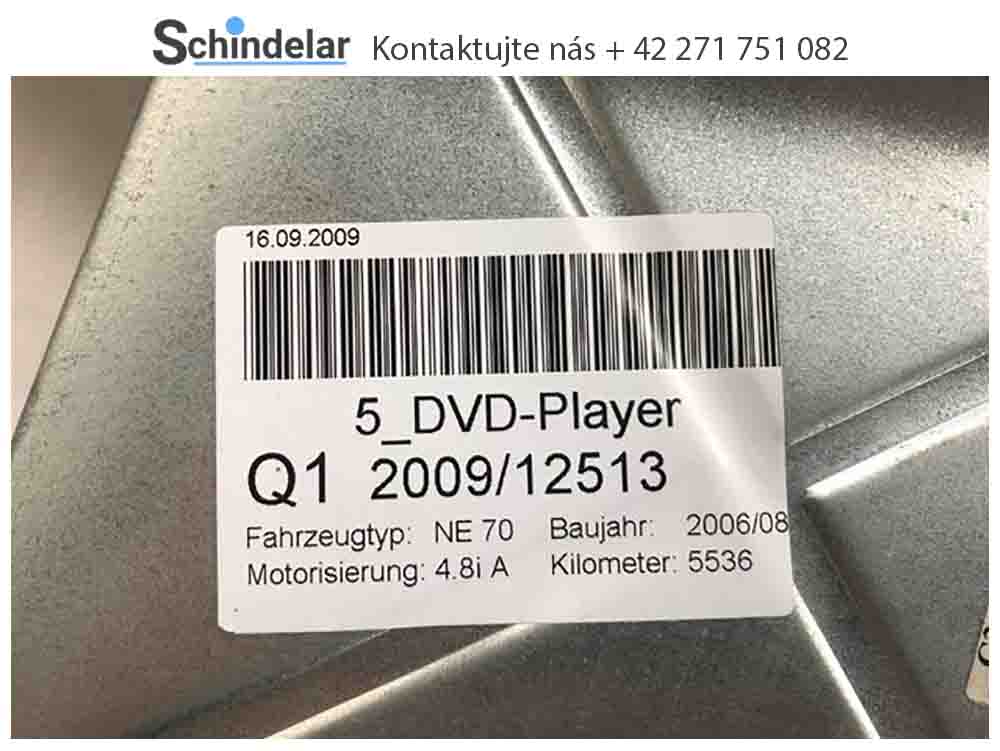 Schindelar Kontaktujte nás + 42 271 751 082
16.09.2009
5_DVD-Player
Q1 2009/12513
Fahrzeugtyp: NE 70 Baujahr: 2006/08
Motorisierung: 4.8i A Kilometer: 5536